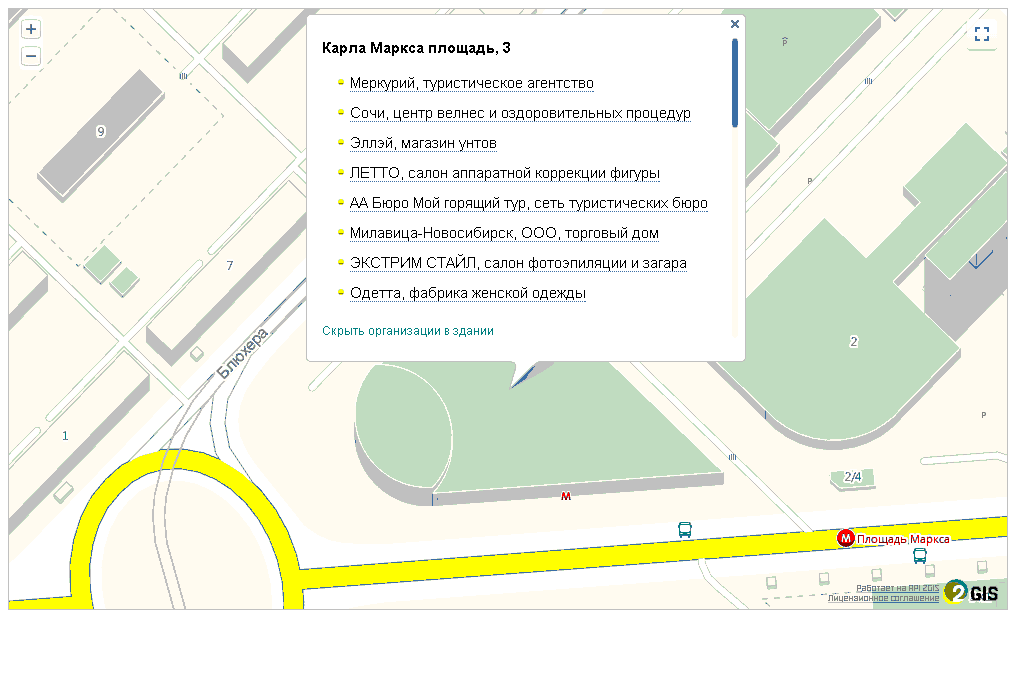 Карла Маркса площадь, 3
Меркурий, туристическое агентство
Сочи, центр велнес и оздоровительных процедур
Эллэй, магазин унтов
ЛЕТТО, салон аппаратной коррекции фигуры
АА Бюро Мой горящий тур, сеть туристических бюро
Милавица-Новосибирск, ООО, торговый дом
ЭКСТРИМ СТАЙЛ, салон фотоэпиляции и загара
Одетта, фабрика женской одежды
Скрыть организации в здании
P
9
P
7
Блюхера
2
1
P
2/4
М
М Площадь Маркса
Работает на API 2GIS
Лицензионное соглашение
2GIS